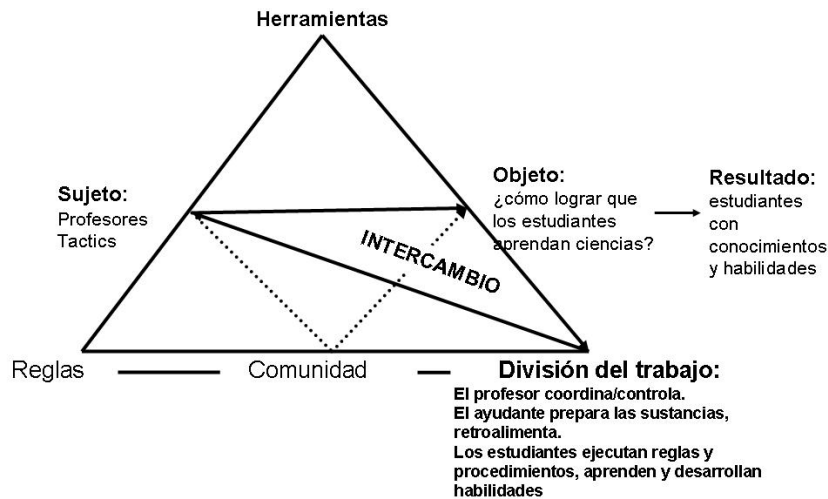 Herramientas
Sujeto:
Profesores
Tactics
Objeto:
¿cómo lograr que
los estudiantes
aprendan ciencias?
Resultado:
estudiantes
con
conocimientos
y habilidades
INTERCAMBIO
Reglas
Comunidad
División del trabajo:
El profesor coordina/controla.
El ayudante prepara las sustancias,
retroalimenta.
Los estudiantes ejecutan reglas y
procedimientos, aprenden y desarrollan
habilidades